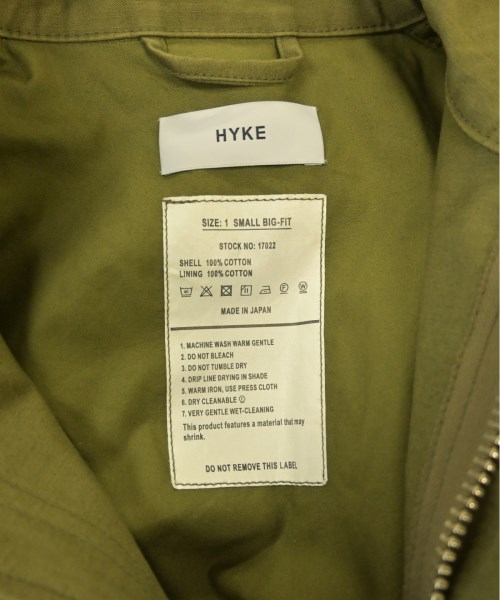 HYKE
SIZE: 1 SMALL BIG-FIT
STOCK NO: 17022
SHELL 100% COTTON
LINING 100% COTTON
MADE IN JAPAN
1. MACHINE WASH WARM GENTLE
2. DO NOT BLEACH
3. DO NOT TUMBLE DRY
4. DRIP LINE DRYING IN SHADE
5. WARM IRON, USE PRESS CLOTH
6. DRY CLEANABLE Ⓕ
7. VERY GENTLE WET-CLEANING
This product features a material that may
shrink.
DO NOT REMOVE THIS LABEL